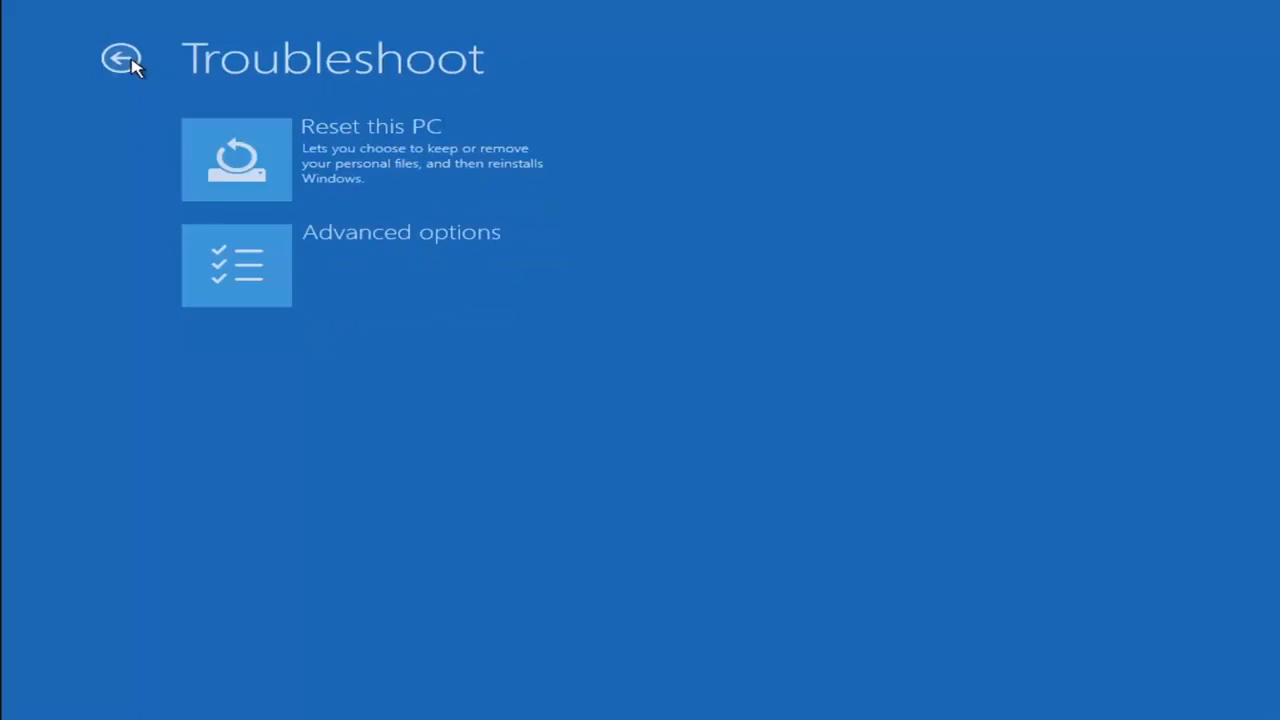 Troubleshoot
Reset this PC
Lets you choose to keep or remove
your personal files, and then reinstalls
Windows.
Advanced options